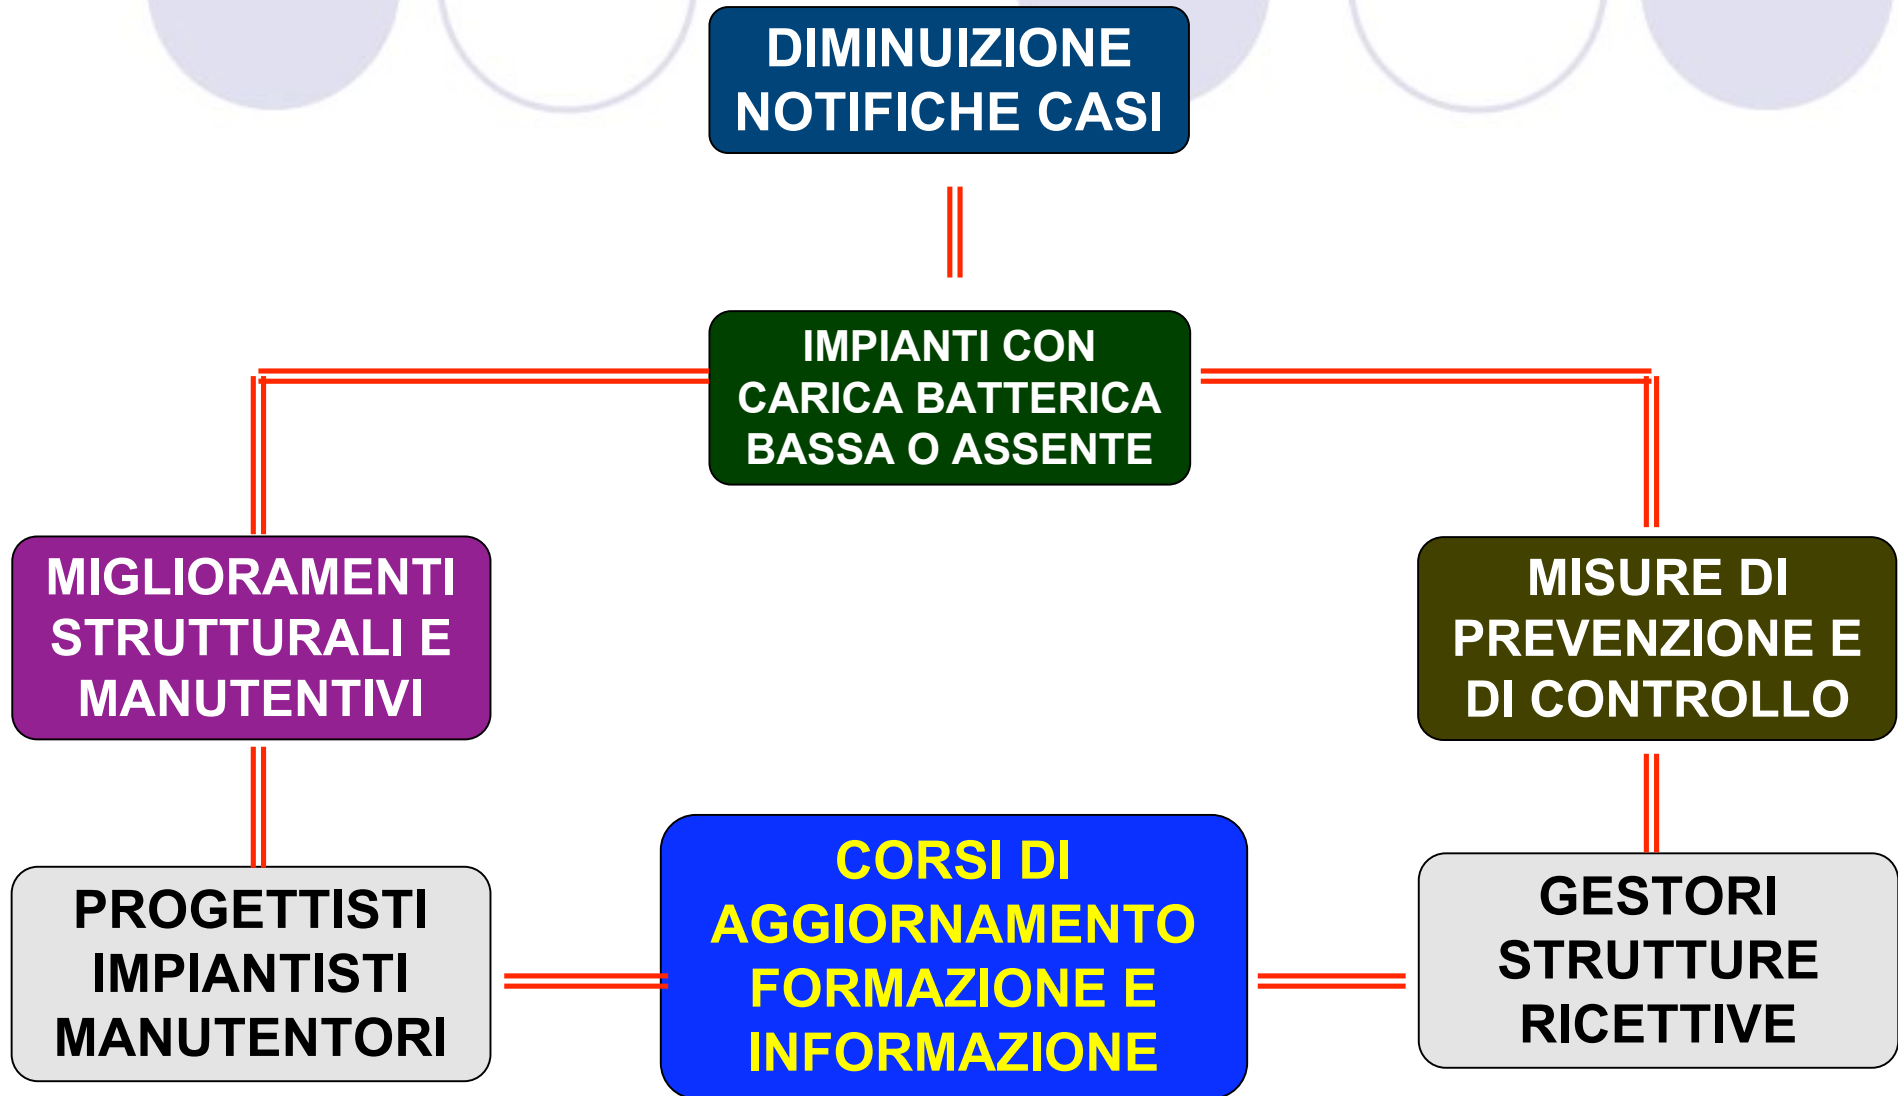 DIMINUIZIONE
NOTIFICHE CASI
IMPIANTI CON
CARICA BATTERICA
BASSA O ASSENTE
MIGLIORAMENTI
STRUTTURALI E
MANUTENTIVI
MISURE DI
PREVENZIONE E
DI CONTROLLO
PROGETTISTI
IMPIANTISTI
MANUTENTORI
CORSI DI
AGGIORNAMENTO
FORMAZIONE E
INFORMAZIONE
GESTORI
STRUTTURE
RICETTIVE